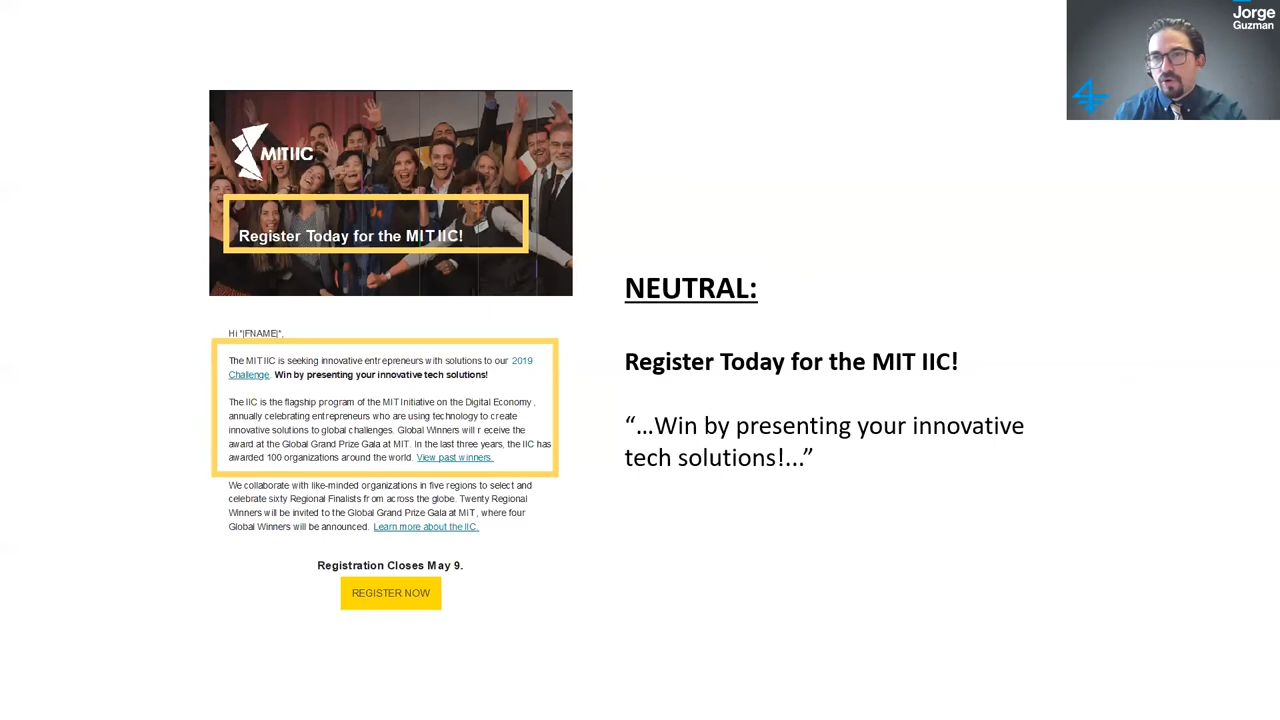 Jorge
Guzman
MIT IIC
Register Today for the MIT IIC!
Hi *|FNAME|*,
The MIT IIC is seeking innovative entrepreneurs with solutions to our 2019
Challenge. Win by presenting your innovative tech solutions!
The IIC is the flagship program of the MIT Initiative on the Digital Economy,
annually celebrating entrepreneurs who are using technology to create
innovative solutions to global challenges. Global Winners will receive the
award at the Global Grand Prize Gala at MIT. In the last three years, the IIC has
awarded 100 organizations around the world. View past winners.
We collaborate with like-minded organizations in five regions to select and
celebrate sixty Regional Finalists from across the globe. Twenty Regional
Winners will be invited to the Global Grand Prize Gala at MIT, where four
Global Winners will be announced. Learn more about the IIC.
Registration Closes May 9.
REGISTER NOW
NEUTRAL:
Register Today for the MIT IIC!
“…Win by presenting your innovative
tech solutions!...”